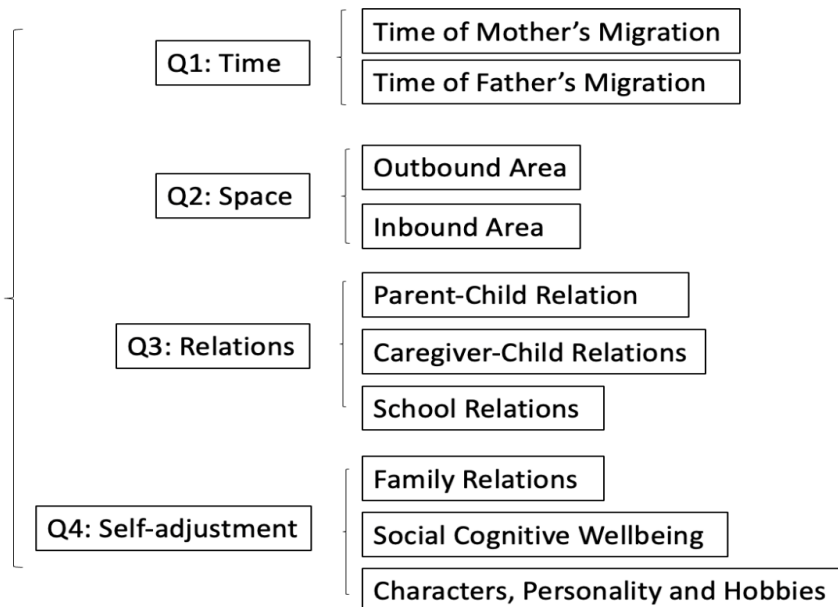 Q1: Time
Time of Mother’s Migration
Time of Father’s Migration
Q2: Space
Outbound Area
Inbound Area
Q3: Relations
Parent-Child Relation
Caregiver-Child Relations
School Relations
Q4: Self-adjustment
Family Relations
Social Cognitive Wellbeing
Characters, Personality and Hobbies